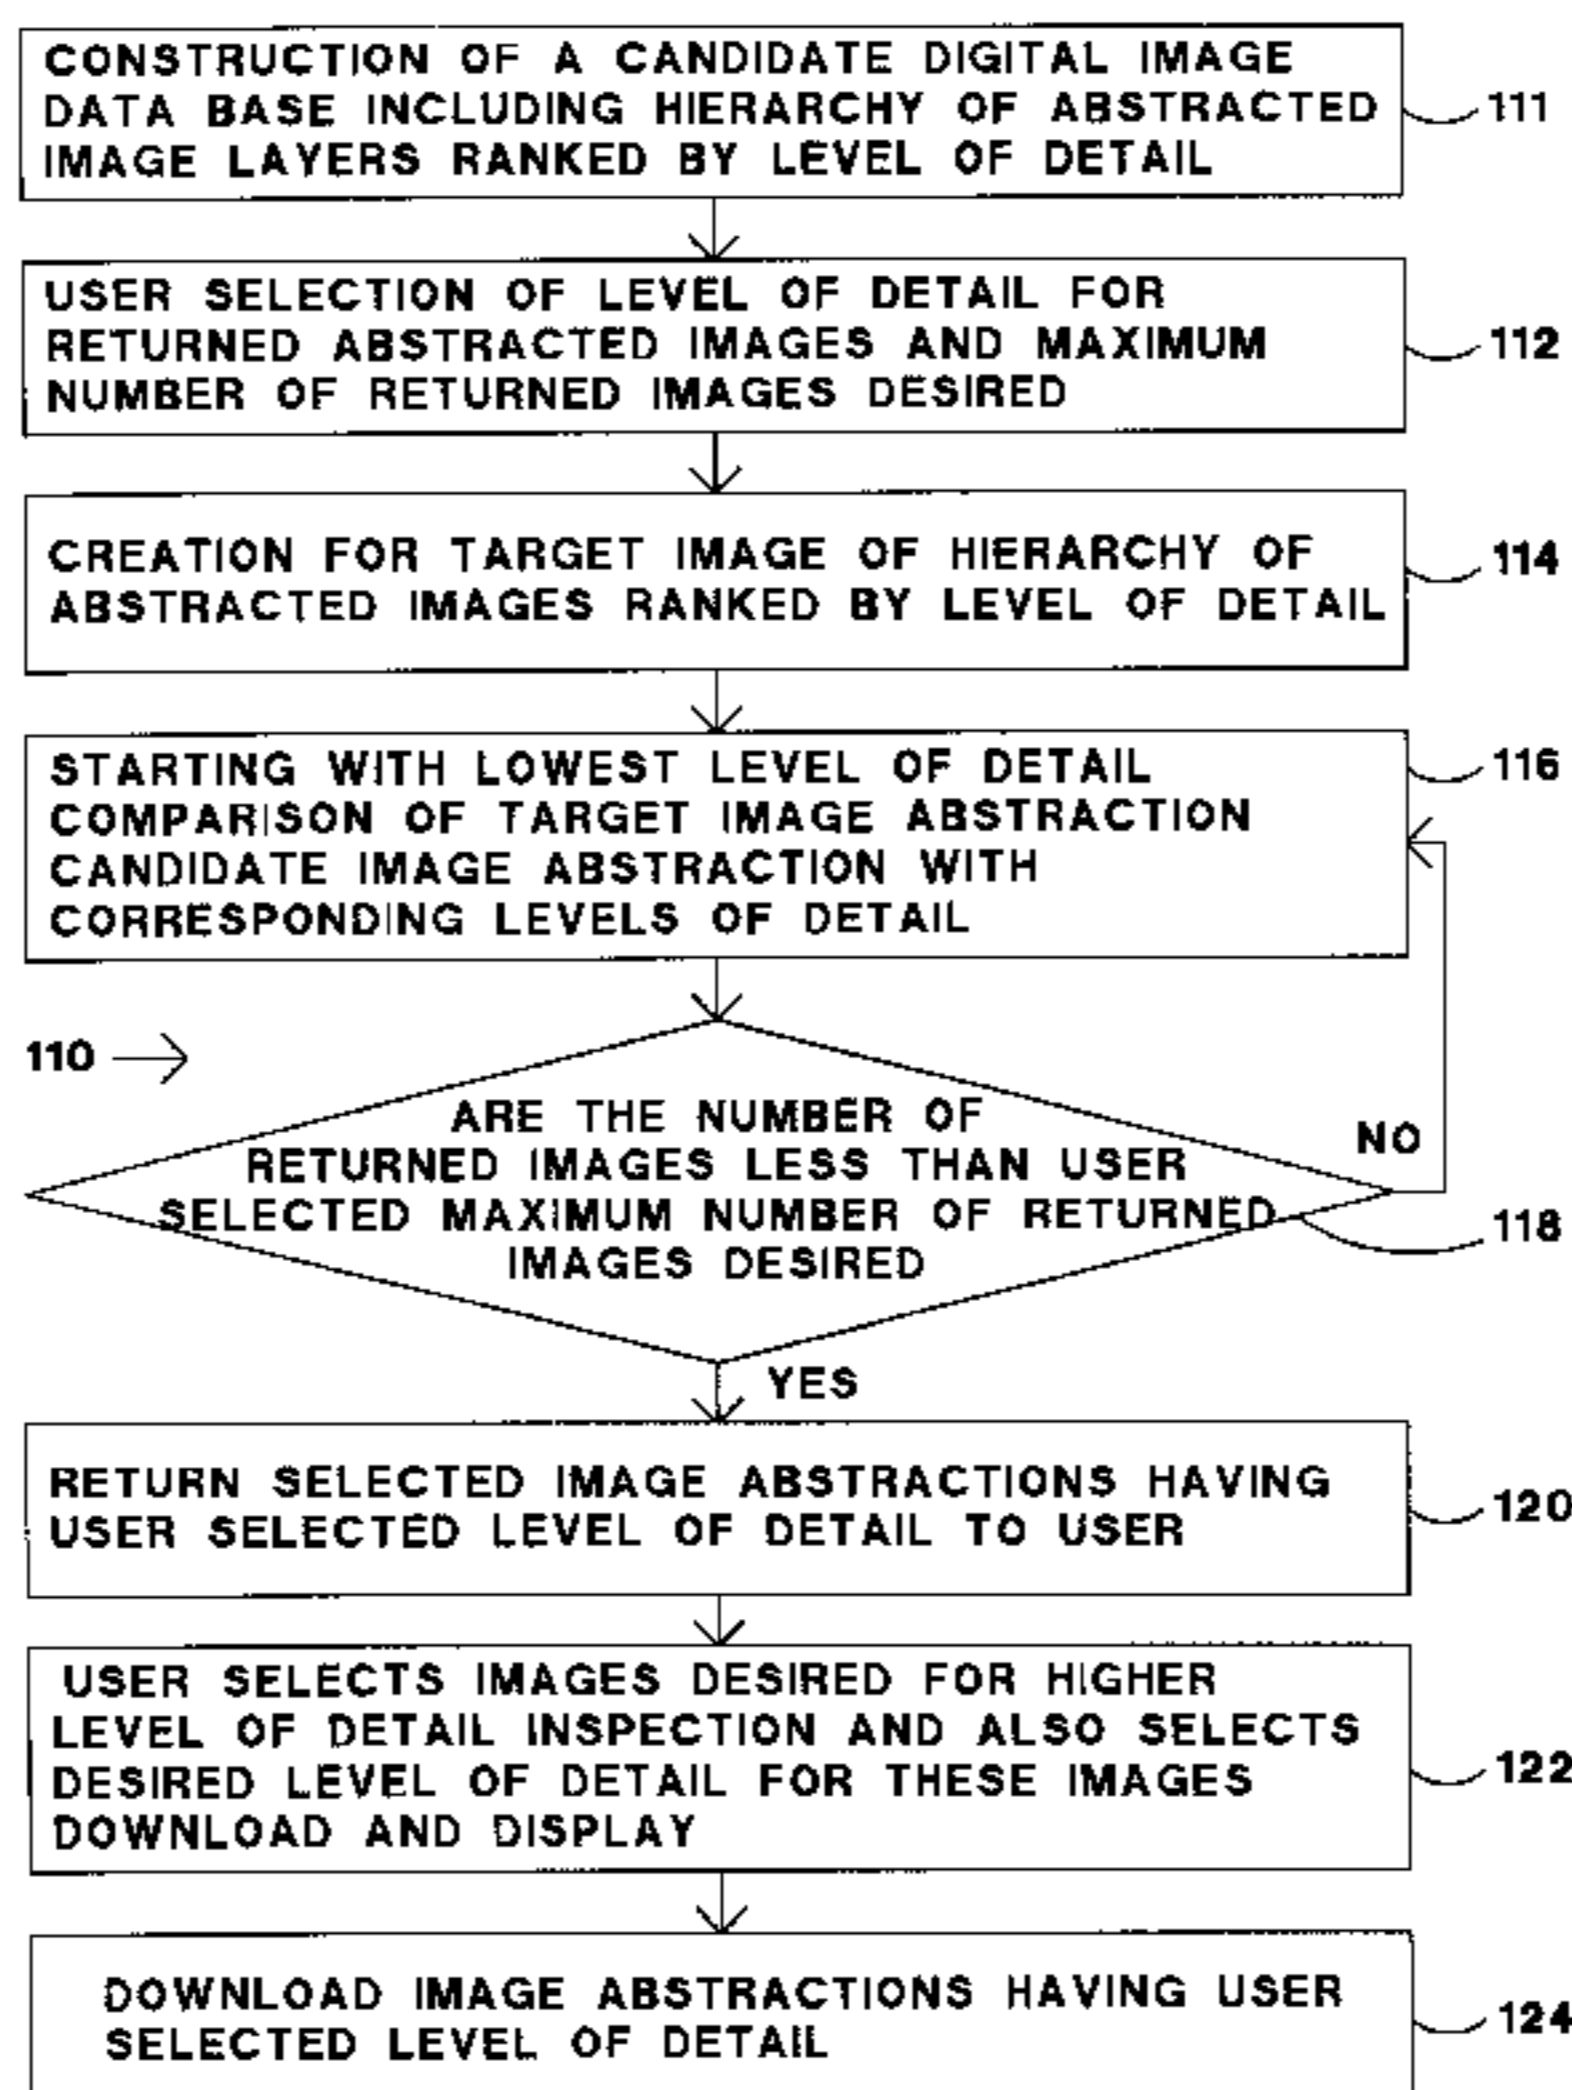 CONSTRUCTION OF A CANDIDATE DIGITAL IMAGE
DATA BASE INCLUDING HIERARCHY OF ABSTRACTED
IMAGE LAYERS RANKED BY LEVEL OF DETAIL
111
USER SELECTION OF LEVEL OF DETAIL FOR
RETURNED ABSTRACTED IMAGES AND MAXIMUM
NUMBER OF RETURNED IMAGES DESIRED
112
CREATION FOR TARGET IMAGE OF HIERARCHY OF
ABSTRACTED IMAGES RANKED BY LEVEL OF DETAIL
114
STARTING WITH LOWEST LEVEL OF DETAIL
COMPARISON OF TARGET IMAGE ABSTRACTION
CANDIDATE IMAGE ABSTRACTION WITH
CORRESPONDING LEVELS OF DETAIL
116
110
ARE THE NUMBER OF
RETURNED IMAGES LESS THAN USER
SELECTED MAXIMUM NUMBER OF RETURNED
IMAGES DESIRED
NO
118
YES
RETURN SELECTED IMAGE ABSTRACTIONS HAVING
USER SELECTED LEVEL OF DETAIL TO USER
120
USER SELECTS IMAGES DESIRED FOR HIGHER
LEVEL OF DETAIL INSPECTION AND ALSO SELECTS
DESIRED LEVEL OF DETAIL FOR THESE IMAGES
DOWNLOAD AND DISPLAY
122
DOWNLOAD IMAGE ABSTRACTIONS HAVING USER
SELECTED LEVEL OF DETAIL
124